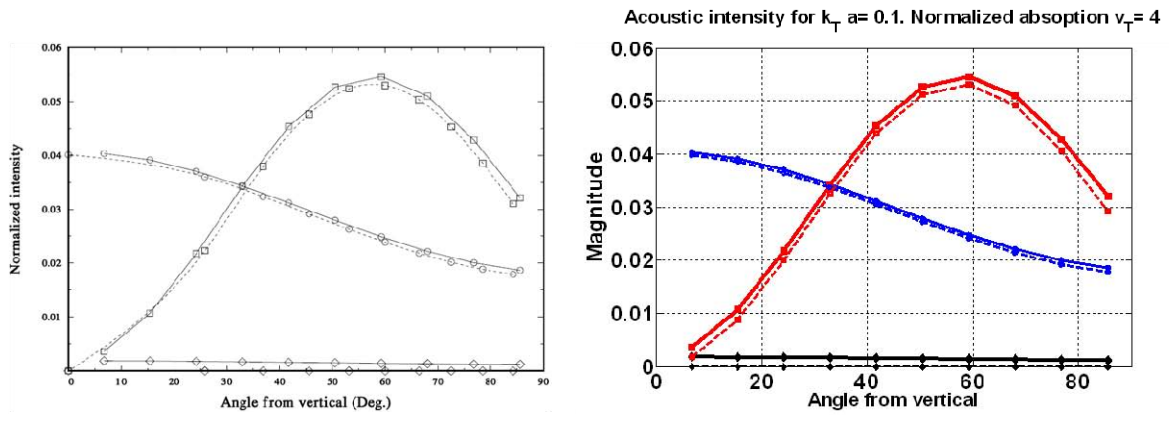 Acoustic intensity for k_T a= 0.1. Normalized absoption v_T= 4
0.06
0.05
0.04
0.03
0.02
0.01
0.00
Normalized intensity
0 10 20 30 40 50 60 70 80 90
Angle from vertical (Deg.)
0.06
0.05
0.04
0.03
0.02
0.01
0
Magnitude
0 20 40 60 80
Angle from vertical